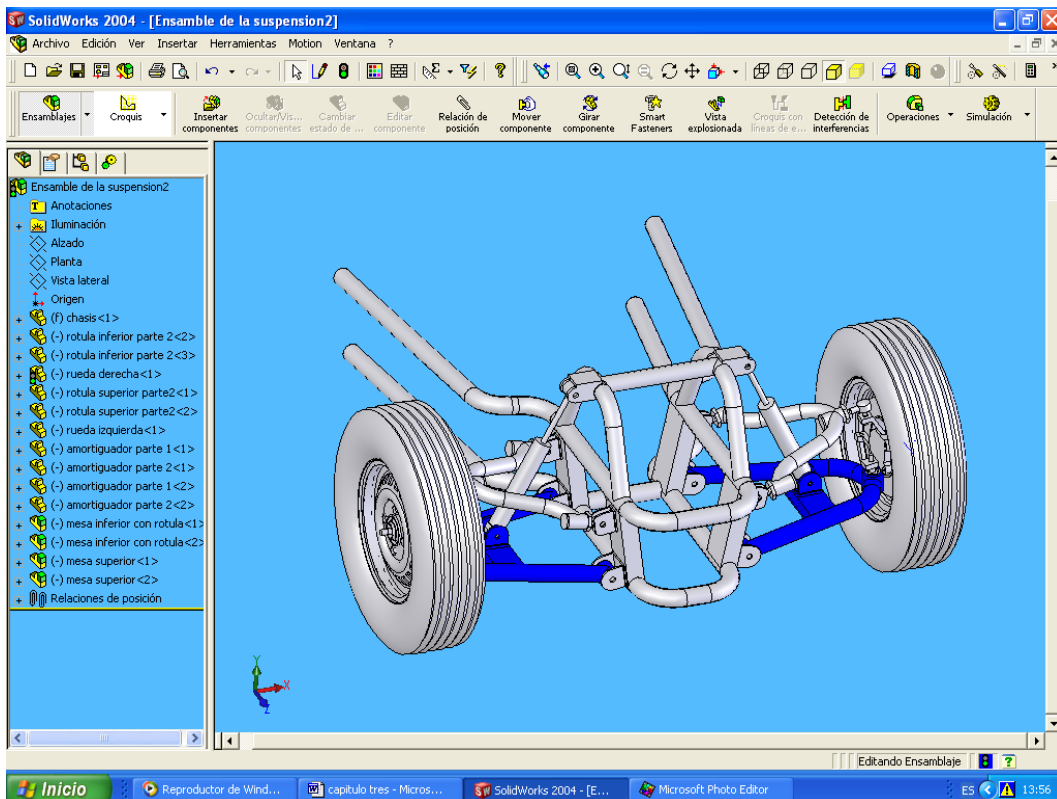 SolidWorks 2004 - [Ensamble de la suspension2]
Archivo Edición Ver Insertar Herramientas Motion Ventana ?
Ensamblajes
Croquis
Insertar componentes
Ocultar/Vis... componentes
Cambiar estado de ...
Editar componente
Relación de posición
Mover componente
Girar componente
Smart Fasteners
Vista explosionada
Croquis con líneas de e...
Detección de interferencias
Operaciones
Simulación
Ensamble de la suspension2
Anotaciones
Iluminación
Alzado
Planta
Vista lateral
Origen
(f) chasis<1>
(-) rotula inferior parte 2<2>
(-) rotula inferior parte 2<3>
(-) rueda derecha<1>
(-) rotula superior parte2<1>
(-) rotula superior parte2<2>
(-) rueda izquierda<1>
(-) amortiguador parte 1<1>
(-) amortiguador parte 2<1>
(-) amortiguador parte 1<2>
(-) amortiguador parte 2<2>
(-) mesa inferior con rotula<1>
(-) mesa inferior con rotula<2>
(-) mesa superior<1>
(-) mesa superior<2>
Relaciones de posición
Y
X
Z
Editando Ensamblaje
Inicio
Reproductor de Wind...
capitulo tres - Micros...
SolidWorks 2004 - [E...
Microsoft Photo Editor
ES
13:56